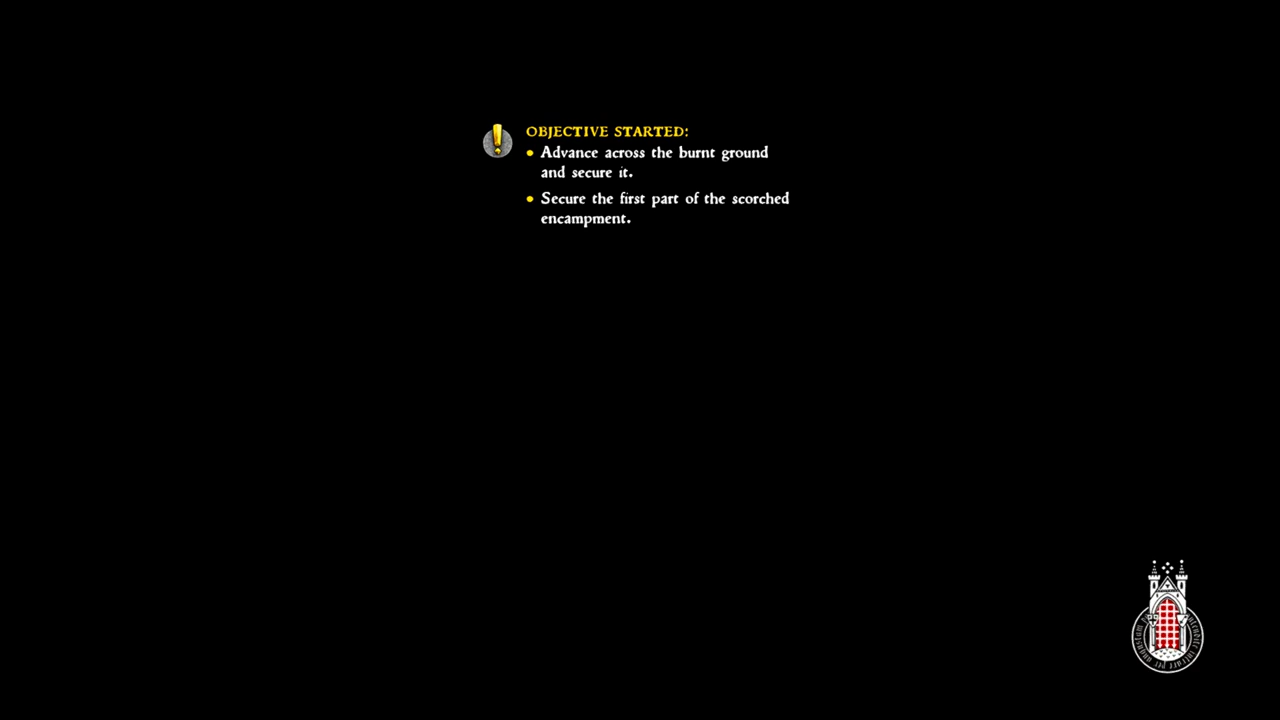 OBJECTIVE STARTED:
• Advance across the burnt ground
and secure it.
• Secure the first part of the scorched
encampment.